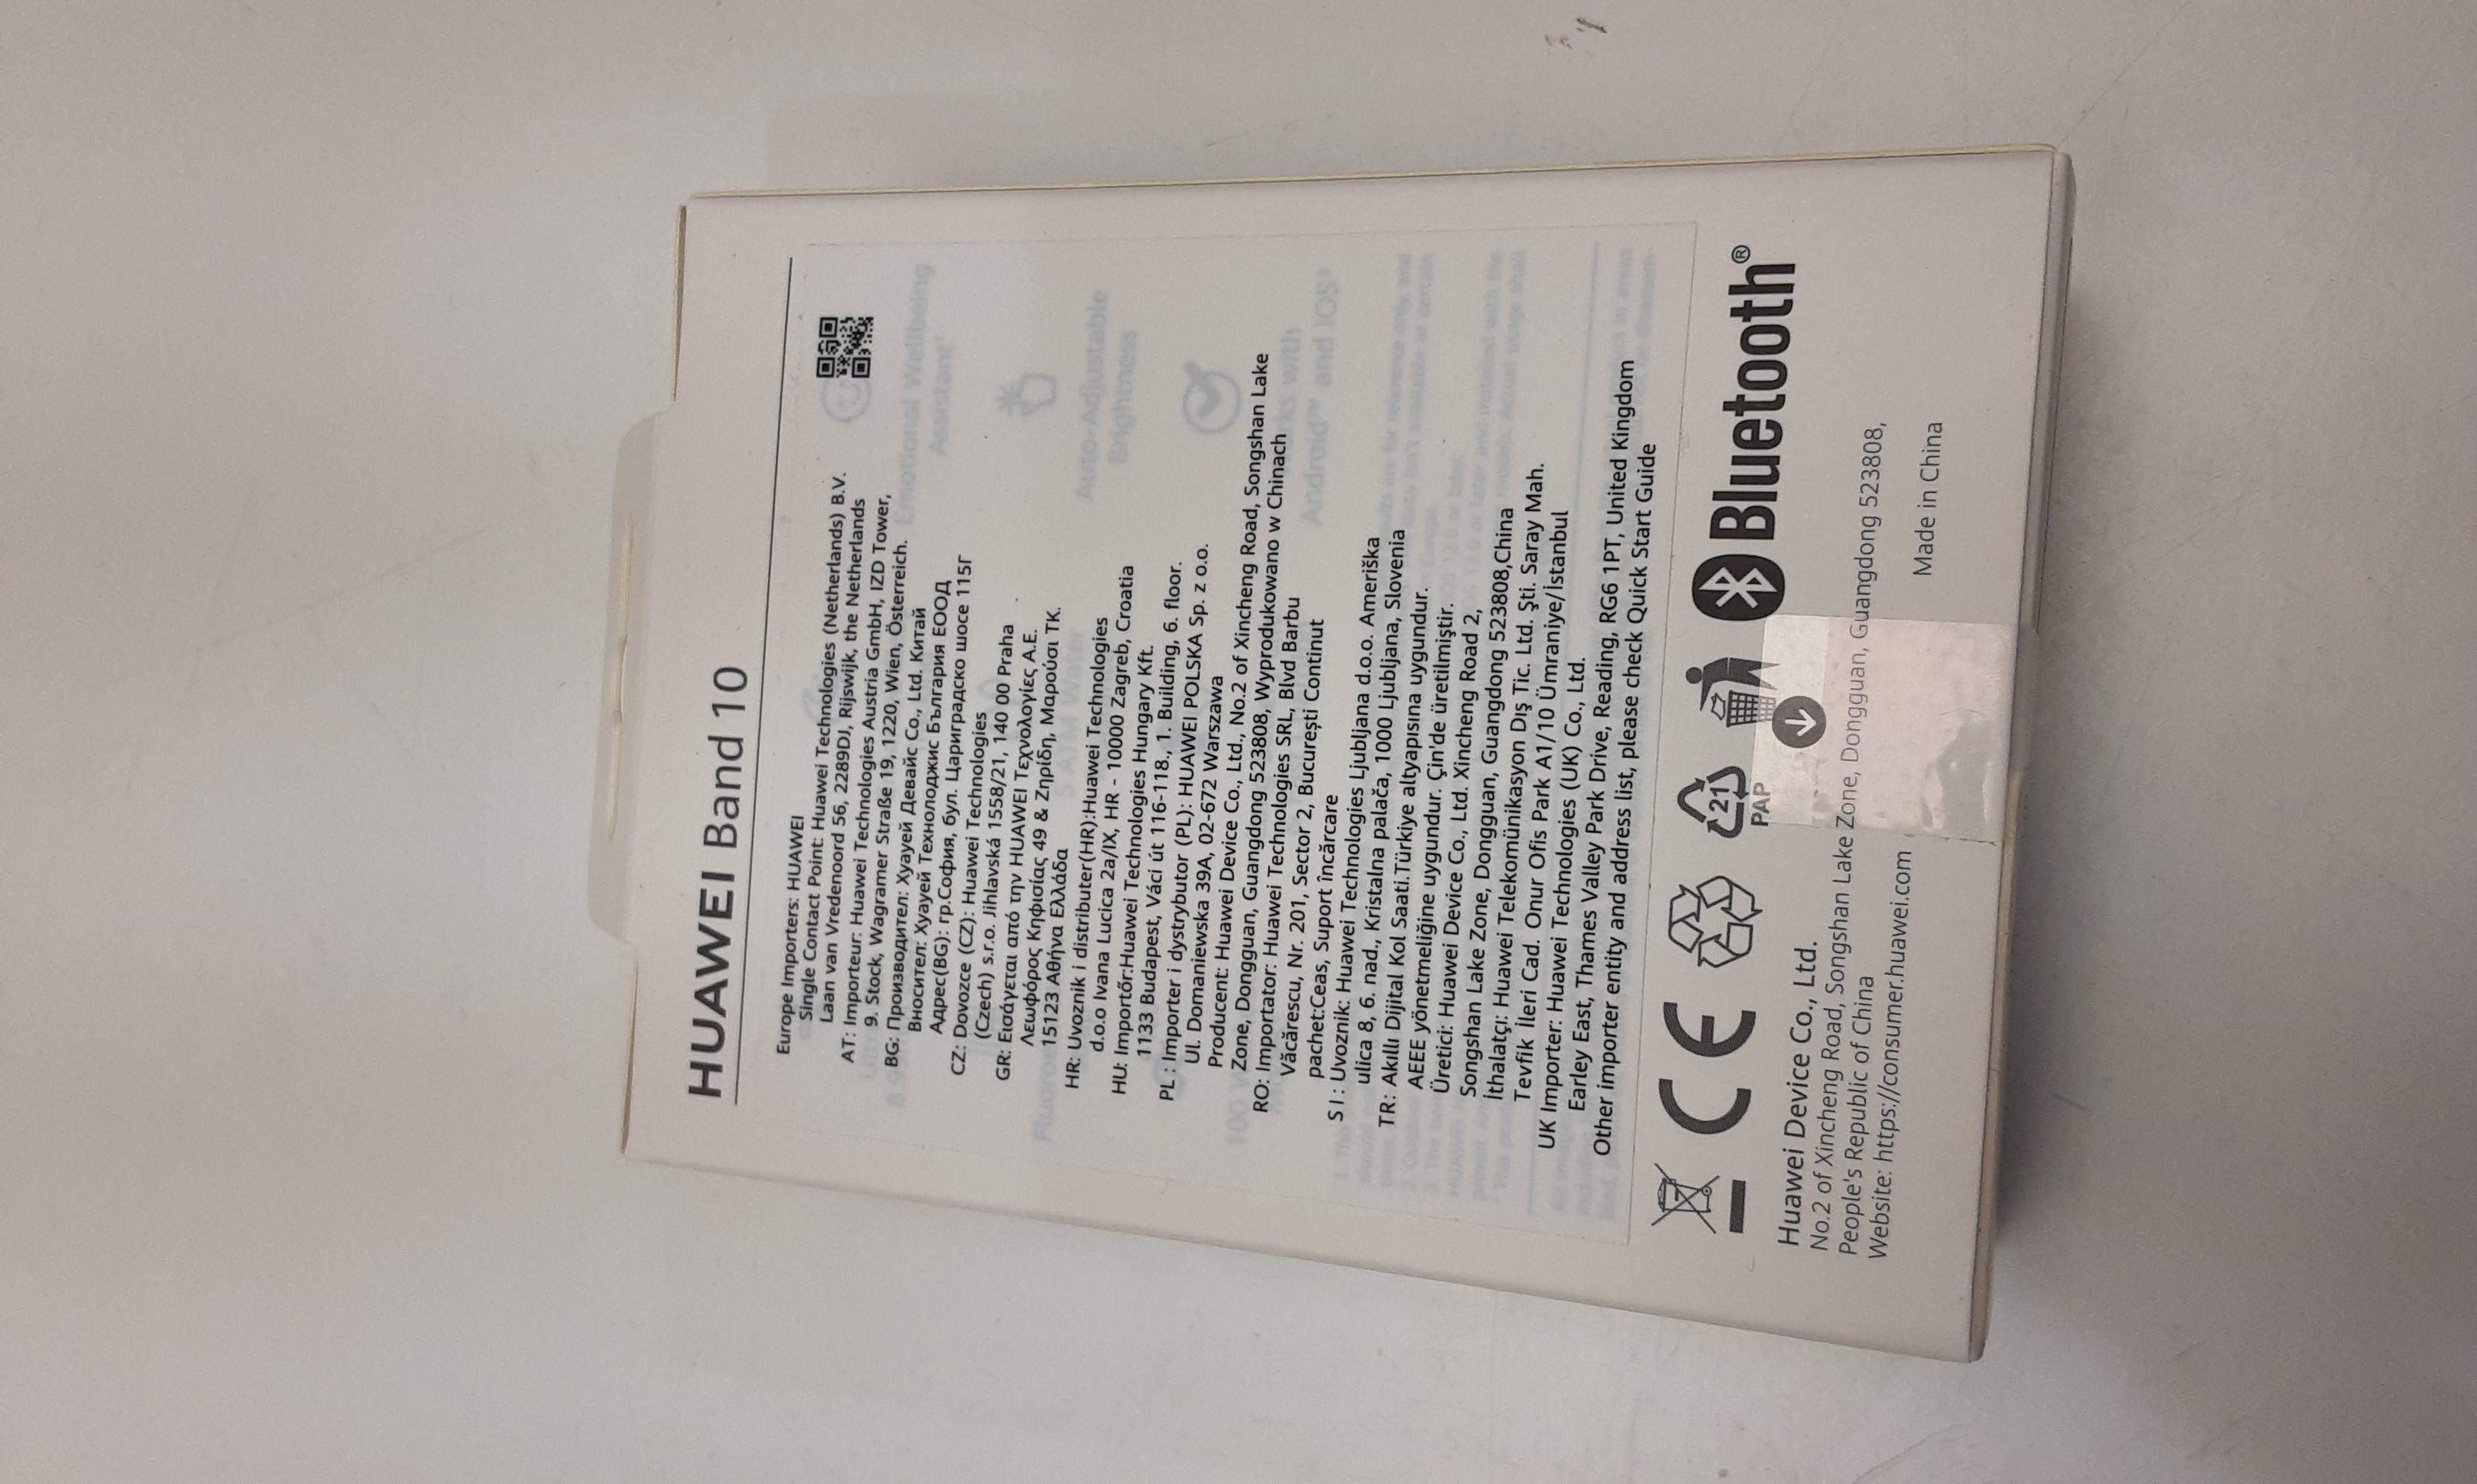 HUAWEI Band 10
Europe Importers: HUAWEI
Single Contact Point: Huawei Technologies (Netherlands) B.V.
Laan van Vredenoord 56, 2289DJ, Rijswijk, the Netherlands
AT: Importeur: Huawei Technologies Austria GmbH, IZD Tower,
9. Stock, Wagramer Straße 19, 1220, Wien, Österreich.
BG: Производител: Хуауей Девайс Co., Ltd. Китай
Вносител: Хуауей Технолоджис България ЕООД
Адрес(BG): гр.София, бул. Цариградско шосе 115Г
CZ: Dovozce (CZ): Huawei Technologies
(Czech) s.r.o. Jihlavská 1558/21, 140 00 Praha
GR: Εισάγεται από την HUAWEI Τεχνολογίες Α.Ε.
Λεωφόρος Κηφισίας 49 & Ζηρίδη, Μαρούσι ΤΚ.
15123 Αθήνα Ελλάδα
HR: Uvoznik i distributer(HR):Huawei Technologies
d.o.o Ivana Lucica 2a/IX, HR - 10000 Zagreb, Croatia
HU: Importőr:Huawei Technologies Hungary Kft.
1133 Budapest, Váci út 116-118., 1. Building, 6. floor.
PL : Importer i dystrybutor (PL): HUAWEI POLSKA Sp. z o.o.
Ul. Domaniewska 39A, 02-672 Warszawa
Producent: Huawei Device Co., Ltd., No.2 of Xincheng Road, Songshan Lake
Zone, Dongguan, Guangdong 523808, Wyprodukowano w Chinach
RO: Importator: Huawei Technologies SRL, Blvd Barbu
Văcărescu, Nr. 201, Sector 2, București Continut
pachet:Ceas, Suport încărcare
S I : Uvoznik: Huawei Technologies Ljubljana d.o.o. Ameriška
ulica 8, 6. nad., Kristalna palača, 1000 Ljubljana, Slovenia
TR: Akıllı Dijital Kol Saati.Türkiye altyapısına uygundur.
AEEE yönetmeliğine uygundur. Çin'de üretilmiştir.
Üretici: Huawei Device Co., Ltd. Xincheng Road 2,
Songshan Lake Zone, Dongguan, Guangdong 523808,China
İthalatçı: Huawei Telekomünikasyon Dış Tic. Ltd. Şti. Saray Mah.
Tevfik İleri Cad. Onur Ofis Park A1/10 Ümraniye/İstanbul
UK Importer: Huawei Technologies (UK) Co., Ltd.
Earley East, Thames Valley Park Drive, Reading, RG6 1PT, United Kingdom
Other importer entity and address list, please check Quick Start Guide
Emotional Wellbeing
Assistant
Auto-Adjustable
Brightness
Android™ and iOS
CE
21
PAP
Bluetooth®
Huawei Device Co., Ltd.
No.2 of Xincheng Road, Songshan Lake Zone, Dongguan, Guangdong 523808,
People's Republic of China
Website: https://consumer.huawei.com
Made in China